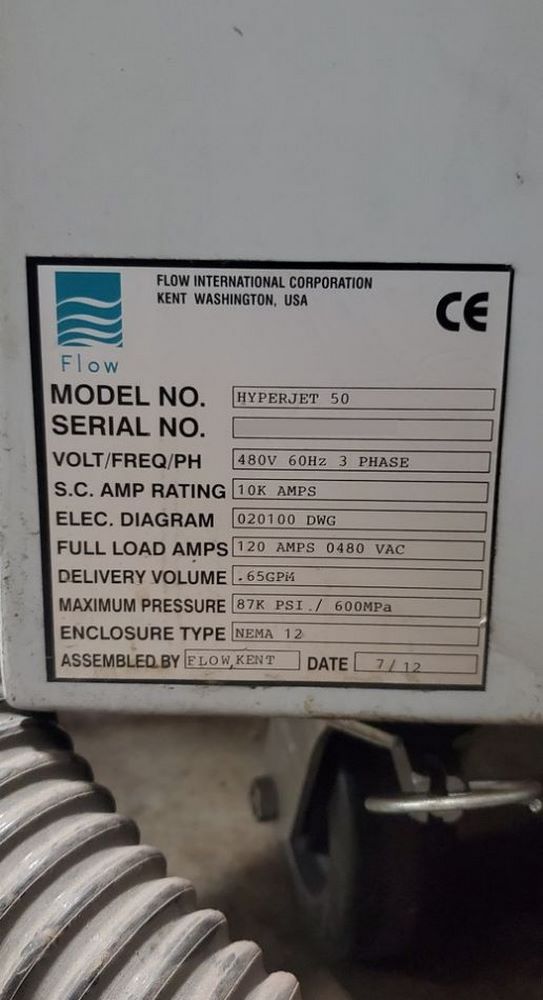 FLOW INTERNATIONAL CORPORATION
KENT WASHINGTON, USA
CE
Flow
MODEL NO. HYPERJET 50
SERIAL NO.
VOLT/FREQ/PH 480V 60Hz 3 PHASE
S.C. AMP RATING 10K AMPS
ELEC. DIAGRAM 020100 DWG
FULL LOAD AMPS 120 AMPS 0480 VAC
DELIVERY VOLUME .65GPM
MAXIMUM PRESSURE 87K PSI./ 600MPa
ENCLOSURE TYPE NEMA 12
ASSEMBLED BY FLOW, KENT DATE 7/12